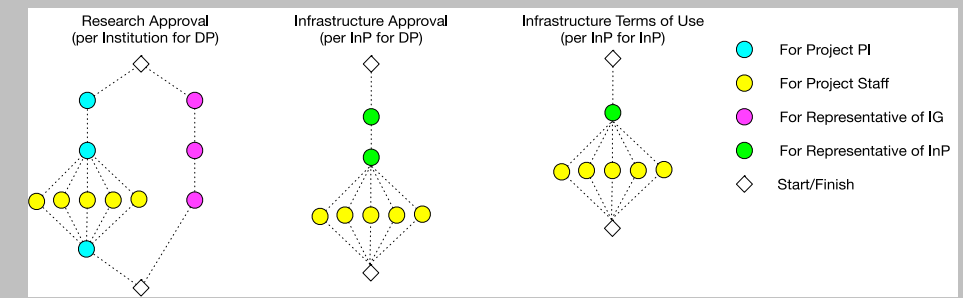 Research Approval
(per Institution for DP)
Infrastructure Approval
(per InP for DP)
Infrastructure Terms of Use
(per InP for InP)
For Project PI
For Project Staff
For Representative of IG
For Representative of InP
Start/Finish